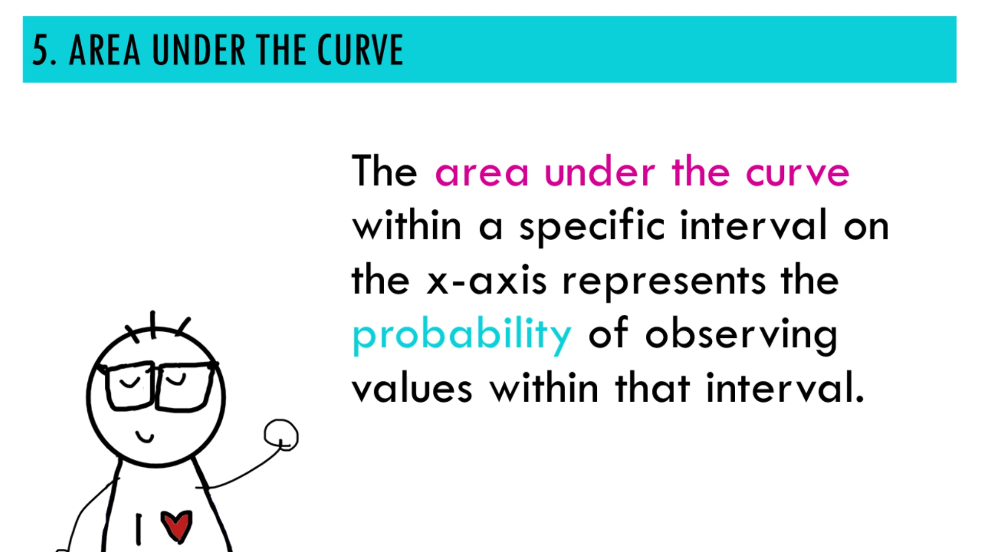 5. AREA UNDER THE CURVE
The area under the curve
within a specific interval on
the x-axis represents the
probability of observing
values within that interval.
I ♥